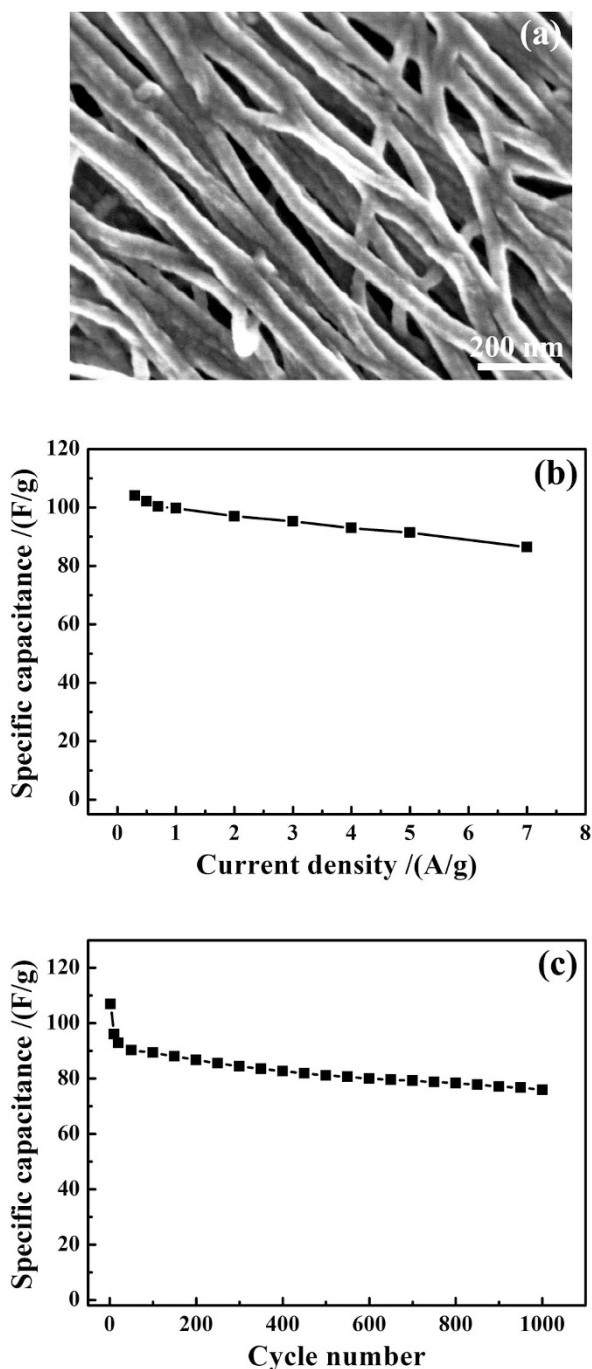 (a)
200 nm
(b)
120
100
80
60
40
20
0
Specific capacitance /(F/g)
0 1 2 3 4 5 6 7 8
Current density /(A/g)
(c)
120
100
80
60
40
20
0
Specific capacitance /(F/g)
0 200 400 600 800 1000
Cycle number